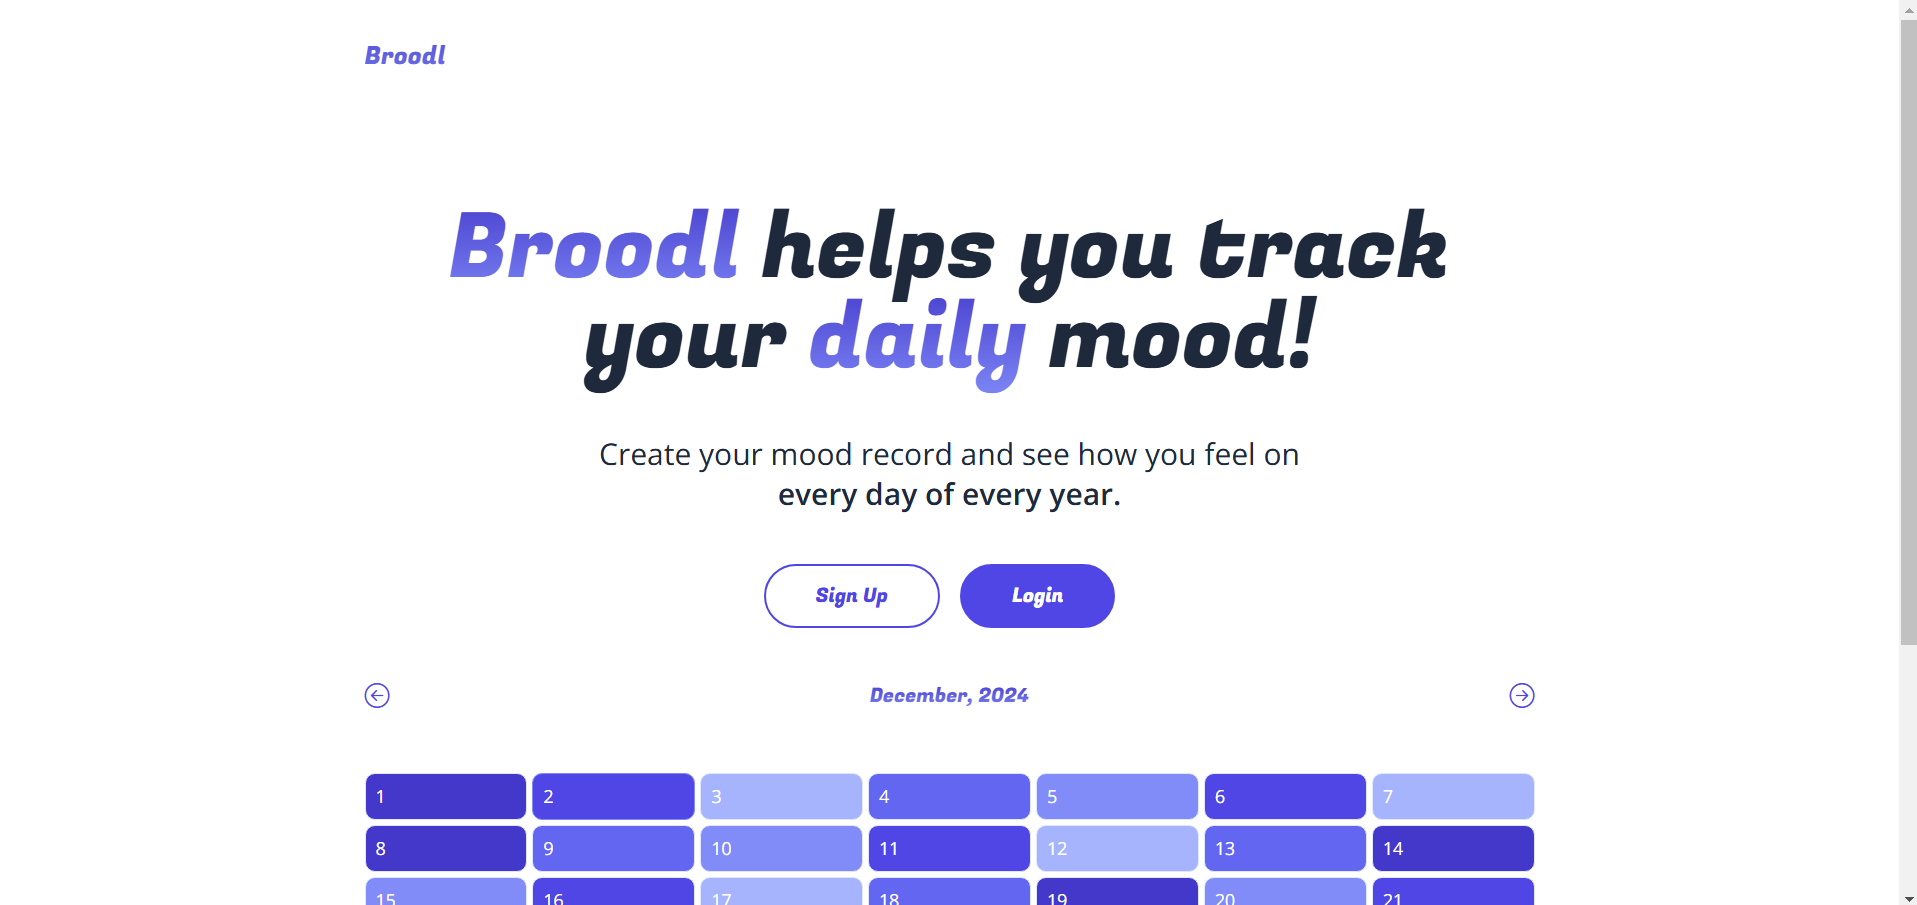 Broodl
Broodl helps you track
your daily mood!
Create your mood record and see how you feel on
every day of every year.
Sign Up Login
December, 2024
1 2 3 4 5 6 7
8 9 10 11 12 13 14
15 16 17 18 19 20 21